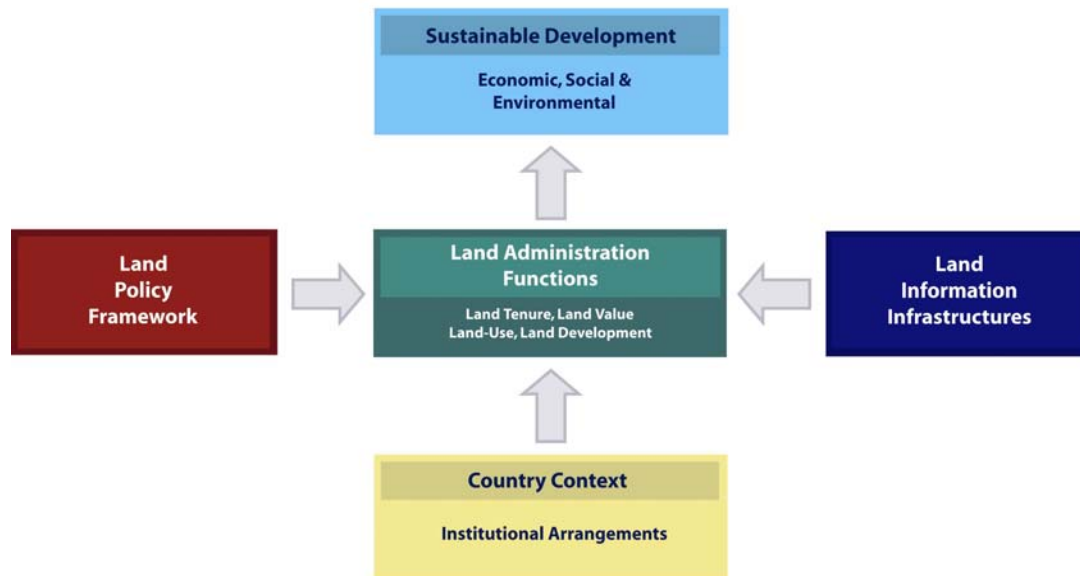 Sustainable Development
Economic, Social &
Environmental
Land
Policy
Framework
Land Administration
Functions
Land Tenure, Land Value
Land-Use, Land Development
Land
Information
Infrastructures
Country Context
Institutional Arrangements